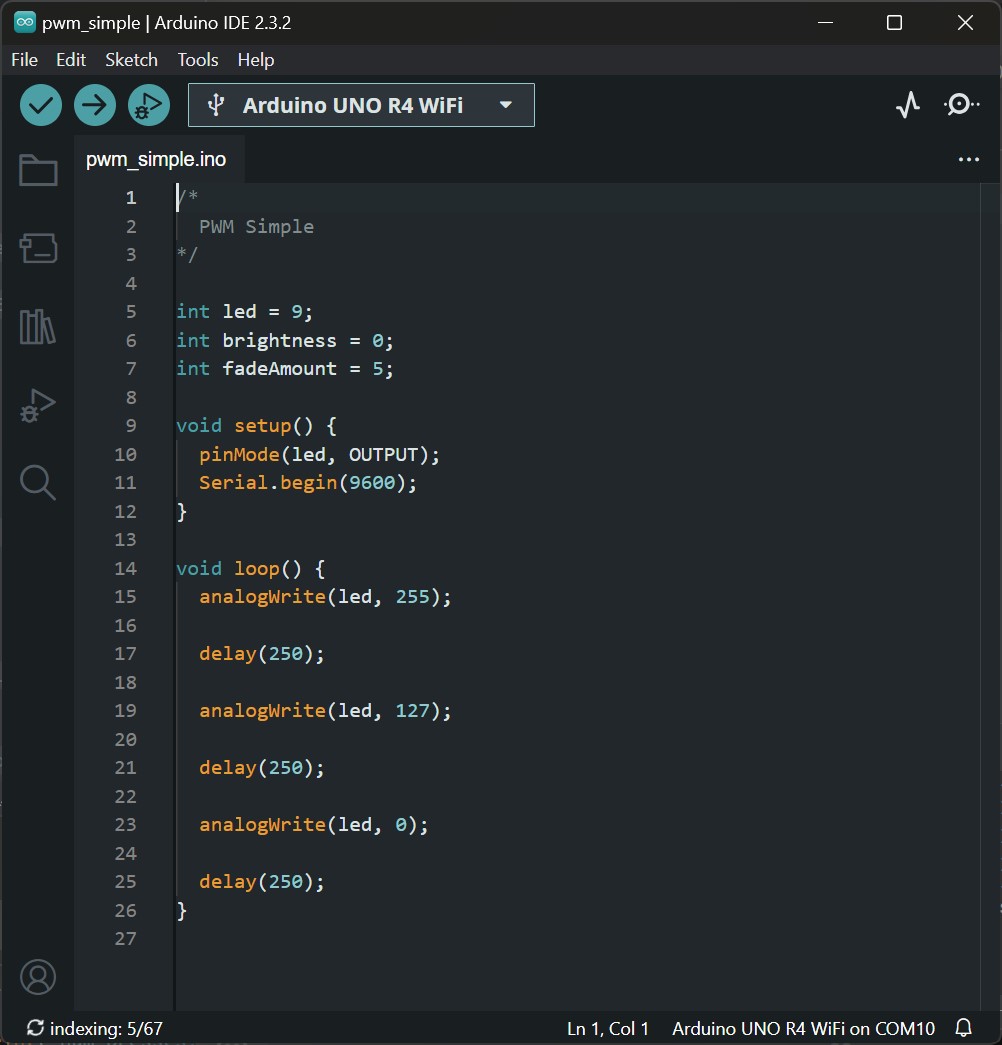 pwm_simple | Arduino IDE 2.3.2
File Edit Sketch Tools Help
Arduino UNO R4 WiFi
pwm_simple.ino
1 /*
2   PWM Simple
3 */
4
5 int led = 9;
6 int brightness = 0;
7 int fadeAmount = 5;
8
9 void setup() {
10   pinMode(led, OUTPUT);
11   Serial.begin(9600);
12 }
13
14 void loop() {
15   analogWrite(led, 255);
16
17   delay(250);
18
19   analogWrite(led, 127);
20
21   delay(250);
22
23   analogWrite(led, 0);
24
25   delay(250);
26 }
27
indexing: 5/67 Ln 1, Col 1 Arduino UNO R4 WiFi on COM10